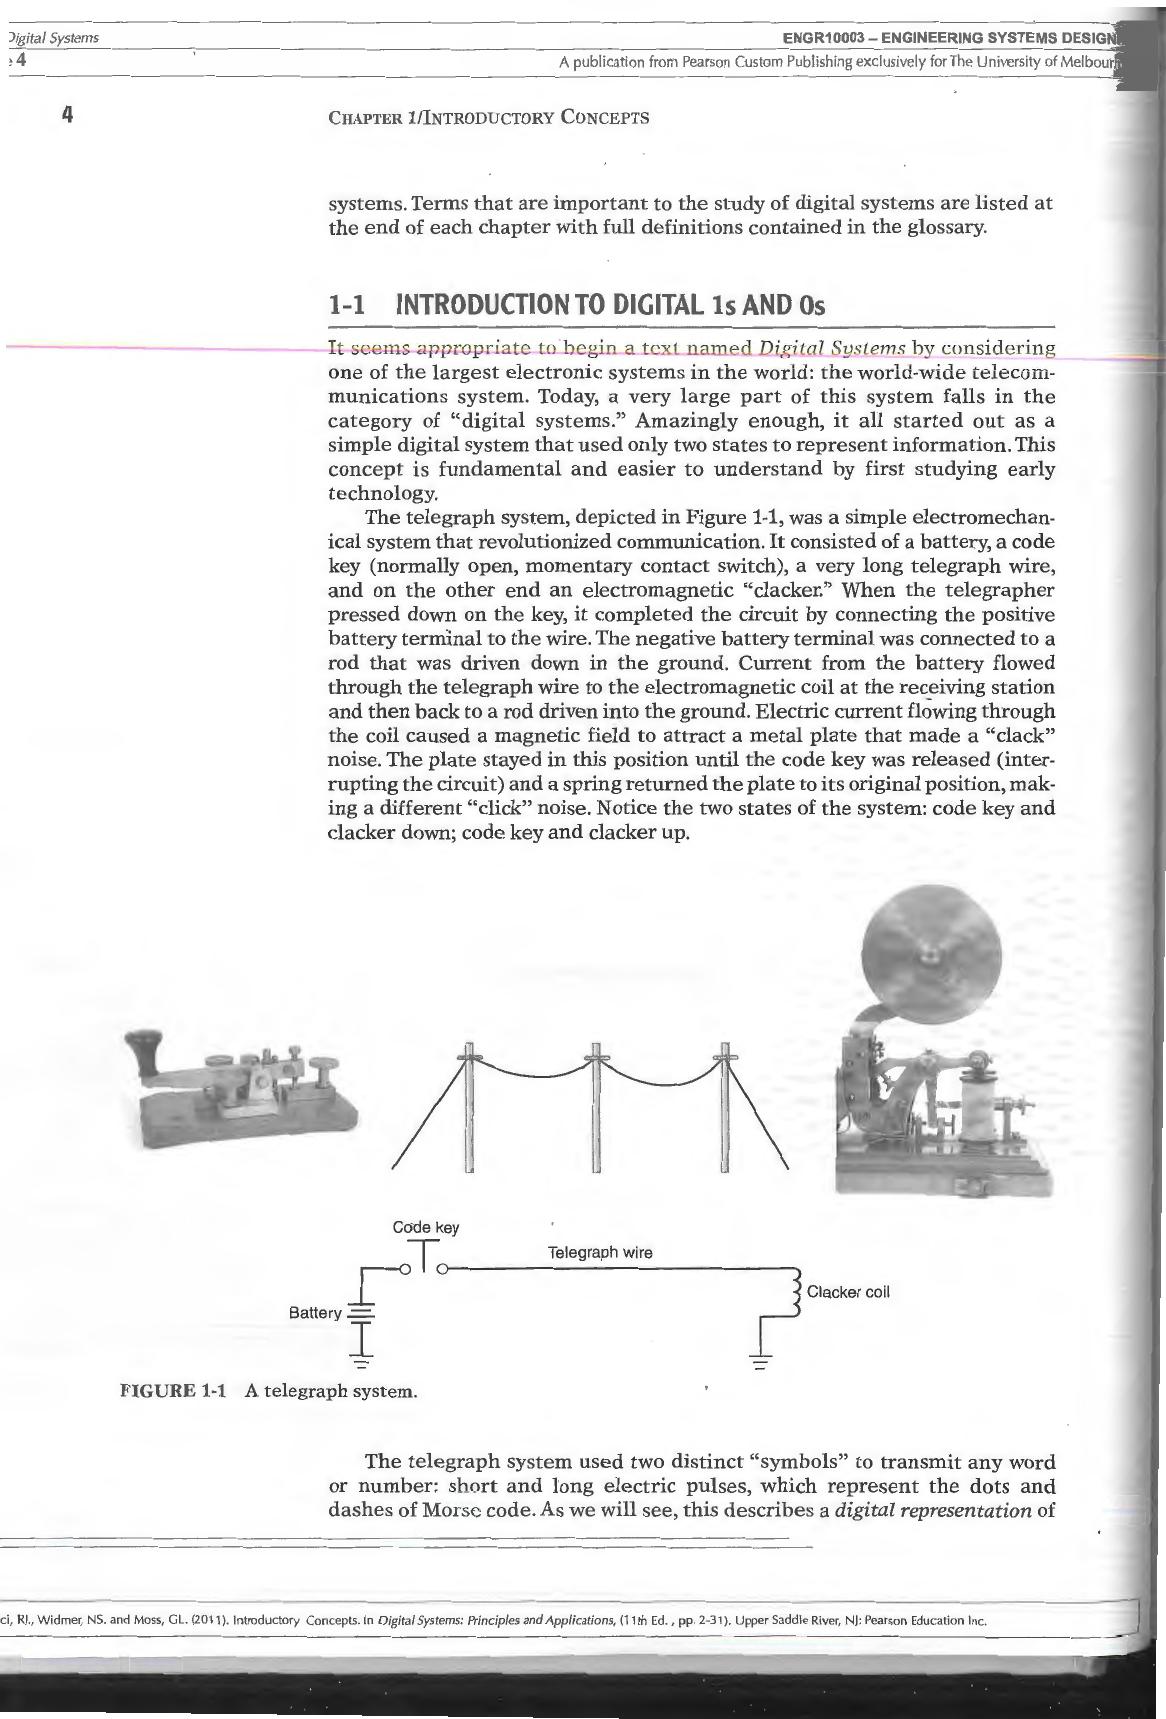 Digital Systems
ENGR10003 – ENGINEERING SYSTEMS DESIGN
4
A publication from Pearson Custom Publishing exclusively for The University of
4
CHAPTER 1/INTRODUCTORY CONCEPTS
systems. Terms that are important to the study of digital systems are listed at
the end of each chapter with full definitions contained in the glossary.
1-1 INTRODUCTION TO DIGITAL 1s AND 0s
It seems appropriate to begin a text named Digital Systems by considering
one of the largest electronic systems in the world: the world-wide telecom-
munications system. Today, a very large part of this system falls in the
category of “digital systems.” Amazingly enough, it all started out as a
simple digital system that used only two states to represent information. This
concept is fundamental and easier to understand by first studying early
technology.
The telegraph system, depicted in Figure 1-1, was a simple electromechan-
ical system that revolutionized communication. It consisted of a battery, a code
key (normally open, momentary contact switch), a very long telegraph wire,
and on the other end an electromagnetic “clacker.” When the telegrapher
pressed down on the key, it completed the circuit by connecting the positive
battery terminal to the wire. The negative battery terminal was connected to a
rod that was driven down in the ground. Current from the battery flowed
through the telegraph wire to the electromagnetic coil at the receiving station
and then back to a rod driven into the ground. Electric current flowing through
the coil caused a magnetic field to attract a metal plate that made a “clack”
noise. The plate stayed in this position until the code key was released (inter-
rupting the circuit) and a spring returned the plate to its original position, mak-
ing a different “click” noise. Notice the two states of the system: code key and
clacker down; code key and clacker up.
Code key
Telegraph wire
Clacker coil
Battery
FIGURE 1-1 A telegraph system.
The telegraph system used two distinct “symbols” to transmit any word
or number: short and long electric pulses, which represent the dots and
dashes of Morse code. As we will see, this describes a digital representation of
ci, RJ., Widmer, NS. and Moss, GL. (2011). Introductory Concepts. In Digital Systems: Principles and Applications, (11th Ed. , pp. 2-31). Upper Saddle River, NJ: Pearson Education Inc.